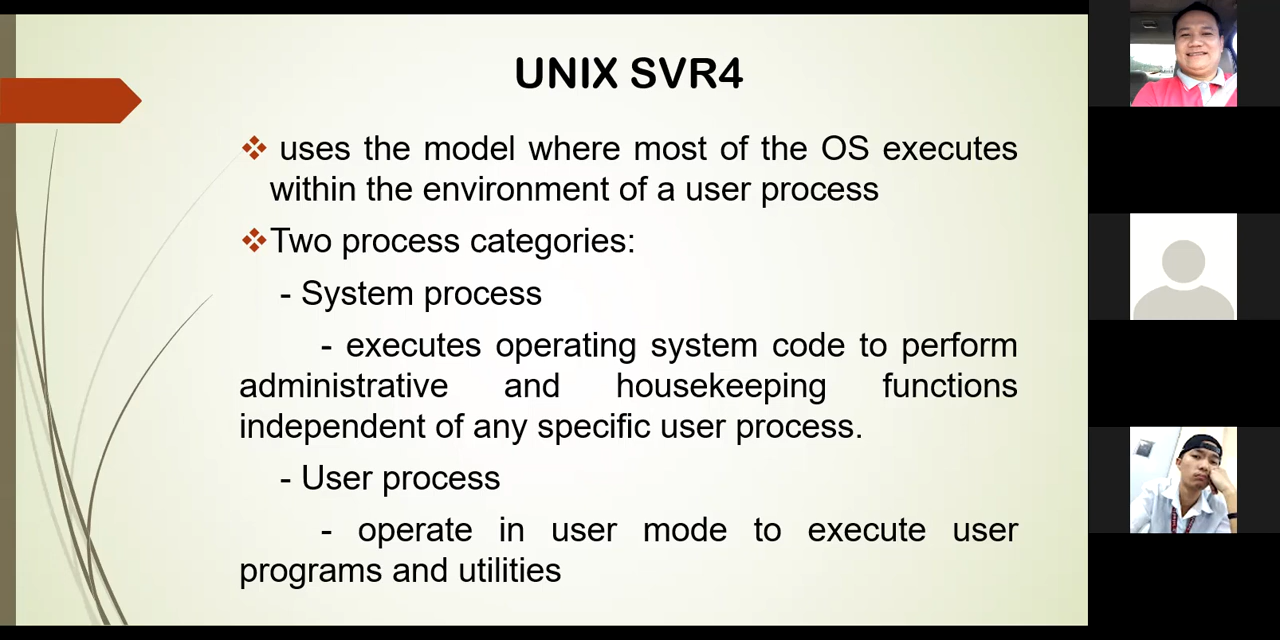 UNIX SVR4
uses the model where most of the OS executes
within the environment of a user process
Two process categories:
- System process
- executes operating system code to perform
administrative and housekeeping functions
independent of any specific user process.
- User process
- operate in user mode to execute user
programs and utilities